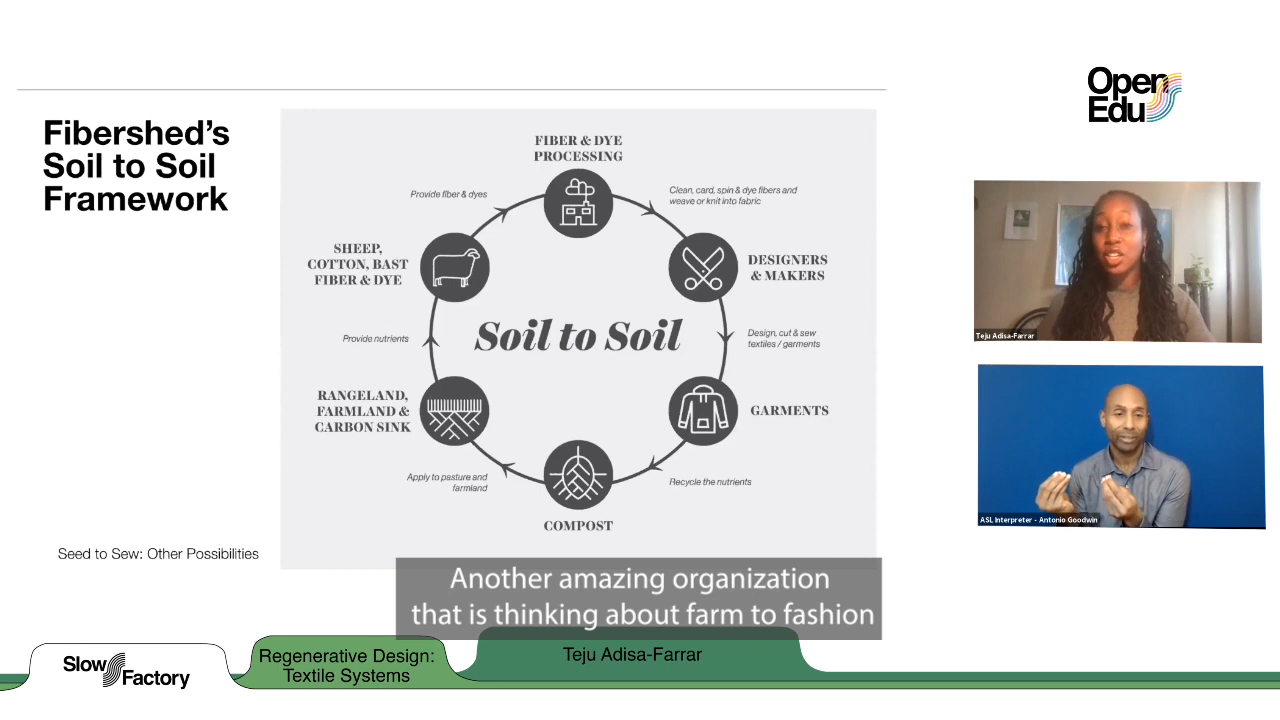 Open
Edu
Fibershed's
Soil to Soil
Framework
FIBER & DYE
PROCESSING
Provide fiber & dyes
Clean, card, spin & dye fibers and
weave or knit into fabric
SHEEP,
COTTON, BAST
FIBER & DYE
DESIGNERS
& MAKERS
Soil to Soil
Provide nutrients
Design, cut & sew
textiles / garments
RANGELAND,
FARMLAND &
CARBON SINK
GARMENTS
Apply to pasture and
farmland
Recycle the nutrients
COMPOST
Teju Adisa-Farrar
ASL Interpreter - Antonio Goodwin
Seed to Sew: Other Possibilities
Another amazing organization
that is thinking about farm to fashion
Slow
Factory
Regenerative Design:
Textile Systems
Teju Adisa-Farrar